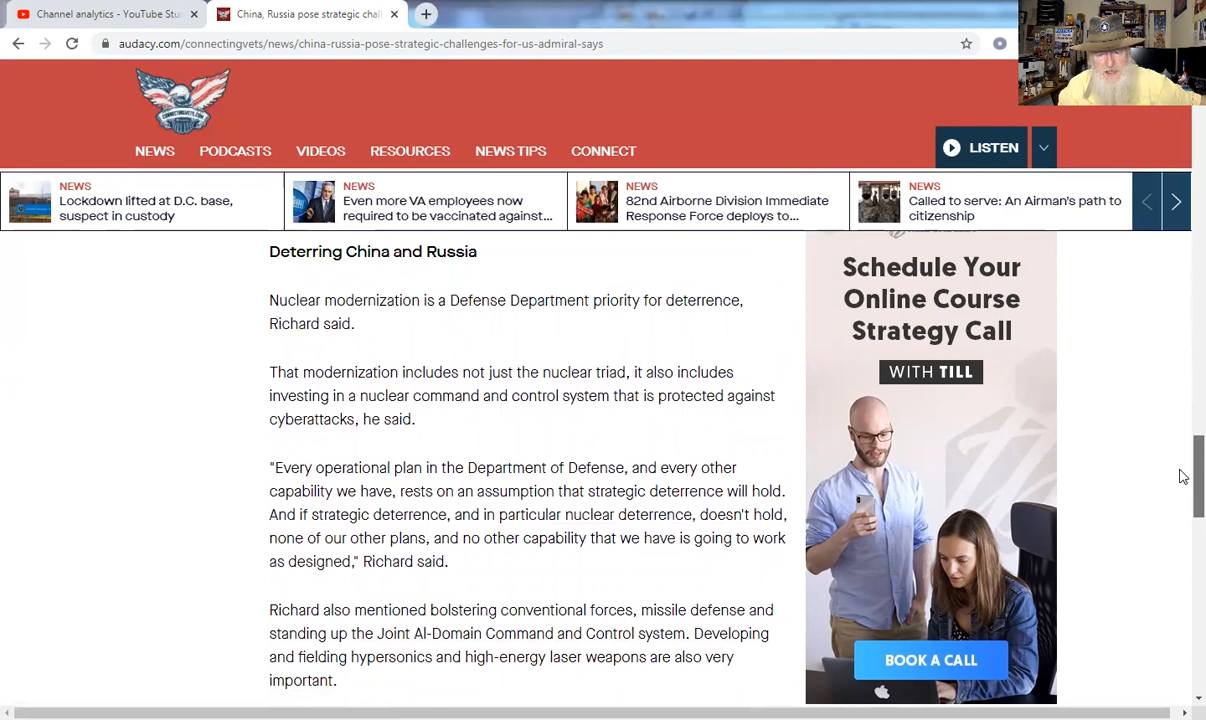 Channel analytics - YouTube Stu
China, Russia pose strategic chal
audacy.com/connectingvets/news/china-russia-pose-strategic-challenges-for-us-admiral-says
CONNECTINGVETS.COM
NEWS PODCASTS VIDEOS RESOURCES NEWS TIPS CONNECT
LISTEN
NEWS
Lockdown lifted at D.C. base,
suspect in custody
NEWS
Even more VA employees now
required to be vaccinated against...
NEWS
82nd Airborne Division Immediate
Response Force deploys to...
NEWS
Called to serve: An Airman's path to
citizenship
Deterring China and Russia
Nuclear modernization is a Defense Department priority for deterrence,
Richard said.
That modernization includes not just the nuclear triad, it also includes
investing in a nuclear command and control system that is protected against
cyberattacks, he said.
"Every operational plan in the Department of Defense, and every other
capability we have, rests on an assumption that strategic deterrence will hold.
And if strategic deterrence, and in particular nuclear deterrence, doesn't hold,
none of our other plans, and no other capability that we have is going to work
as designed," Richard said.
Richard also mentioned bolstering conventional forces, missile defense and
standing up the Joint Al-Domain Command and Control system. Developing
and fielding hypersonics and high-energy laser weapons are also very
important.
Schedule Your
Online Course
Strategy Call
WITH TILL
BOOK A CALL